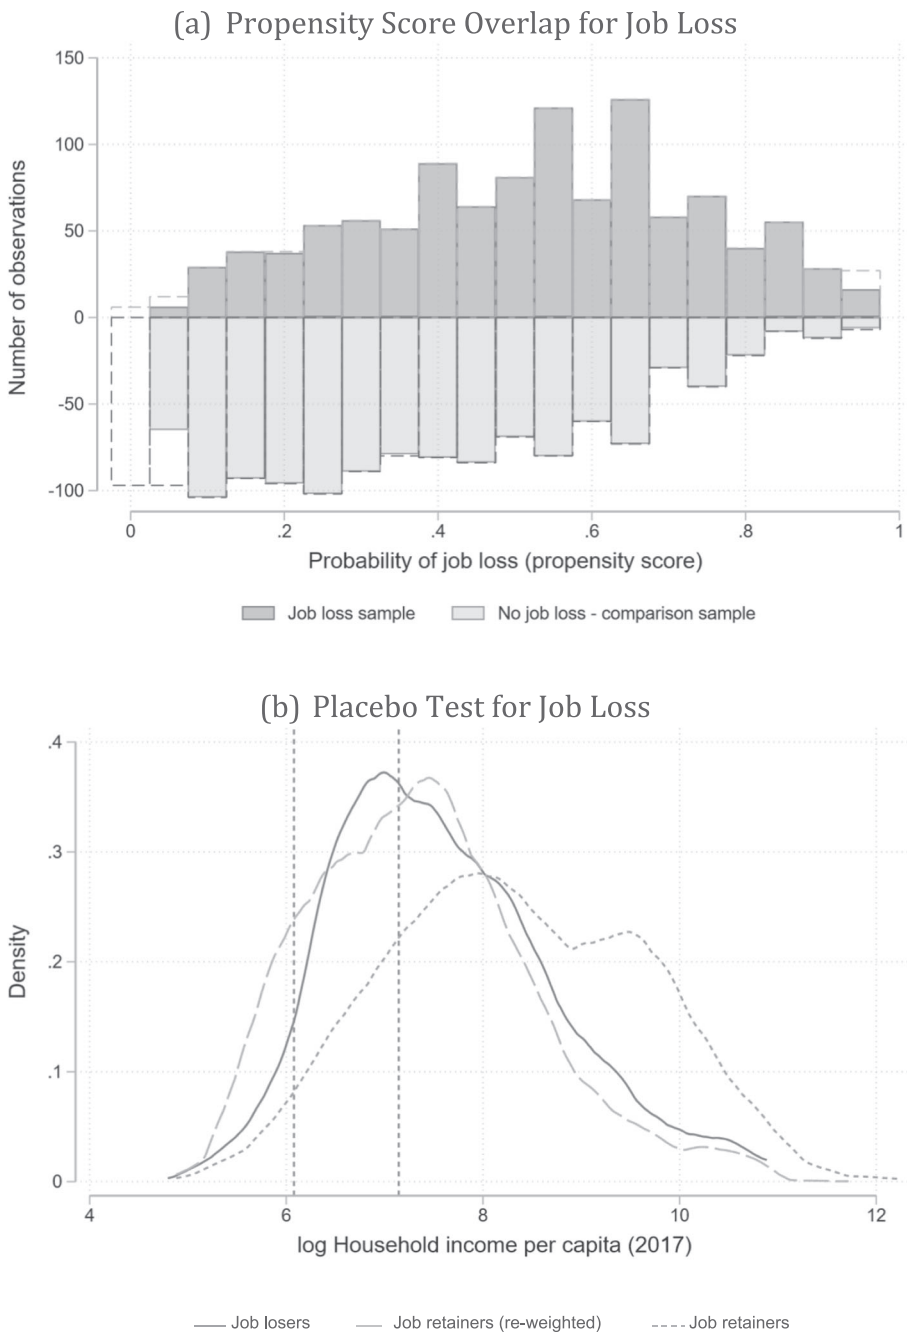 (a) Propensity Score Overlap for Job Loss
150
100
50
0
-50
-100
Number of observations
0 .2 .4 .6 .8 1
Probability of job loss (propensity score)
Job loss sample No job loss - comparison sample
(b) Placebo Test for Job Loss
.4
.3
.2
.1
0
Density
4 6 8 10 12
log Household income per capita (2017)
Job losers Job retainers (re-weighted) Job retainers